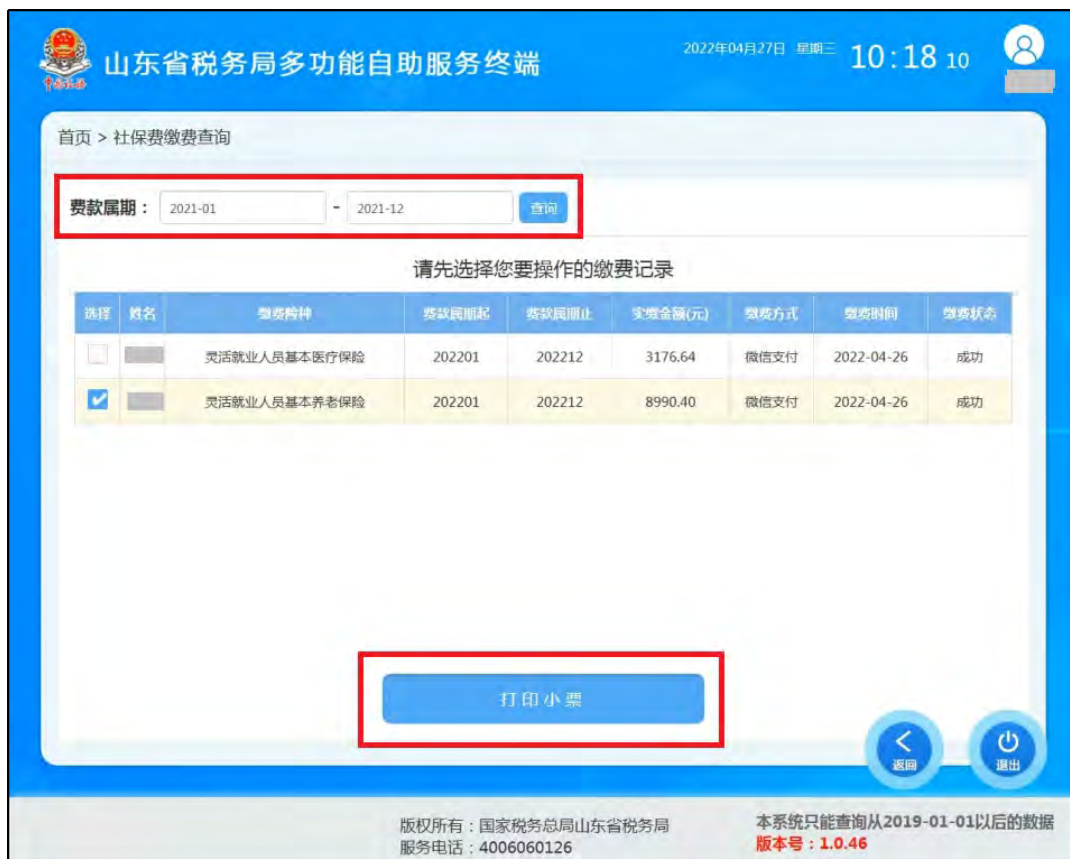 山东省税务局多功能自助服务终端
2022年04月27日 星期三 10:18 10
中国税务
首页 > 社保费缴费查询
费款属期： 2021-01 - 2021-12 查询
请先选择您要操作的缴费记录
选择 姓名 缴费险种 费款属期起 费款属期止 实缴金额(元) 缴费方式 缴费时间 缴费状态
灵活就业人员基本医疗保险 202201 202212 3176.64 微信支付 2022-04-26 成功
灵活就业人员基本养老保险 202201 202212 8990.40 微信支付 2022-04-26 成功
打印小票
返回 退出
版权所有：国家税务总局山东省税务局
服务电话：4006060126
本系统只能查询从2019-01-01以后的数据
版本号：1.0.46